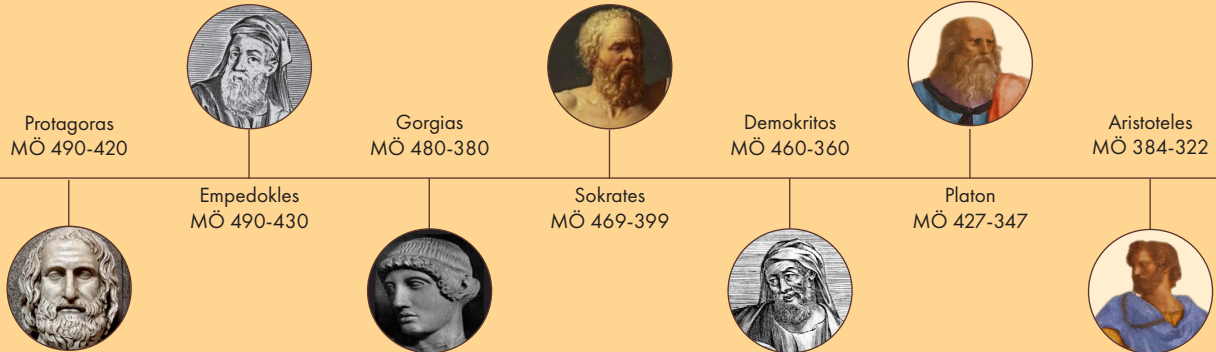 Protagoras
MÖ 490-420
Empedokles
MÖ 490-430
Gorgias
MÖ 480-380
Sokrates
MÖ 469-399
Demokritos
MÖ 460-360
Platon
MÖ 427-347
Aristoteles
MÖ 384-322